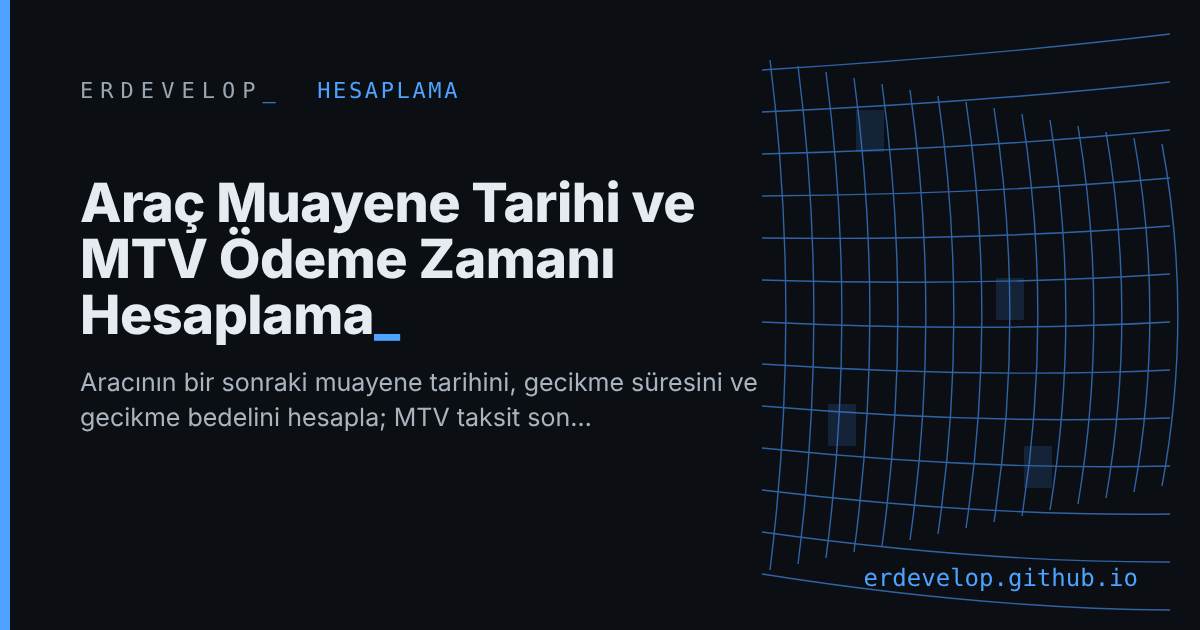 ERDEVELOP_ HESAPLAMA
Araç Muayene Tarihi ve
MTV Ödeme Zamanı
Hesaplama_
Aracının bir sonraki muayene tarihini, gecikme süresini ve
gecikme bedelini hesapla; MTV taksit son...
erdevelop.github.io